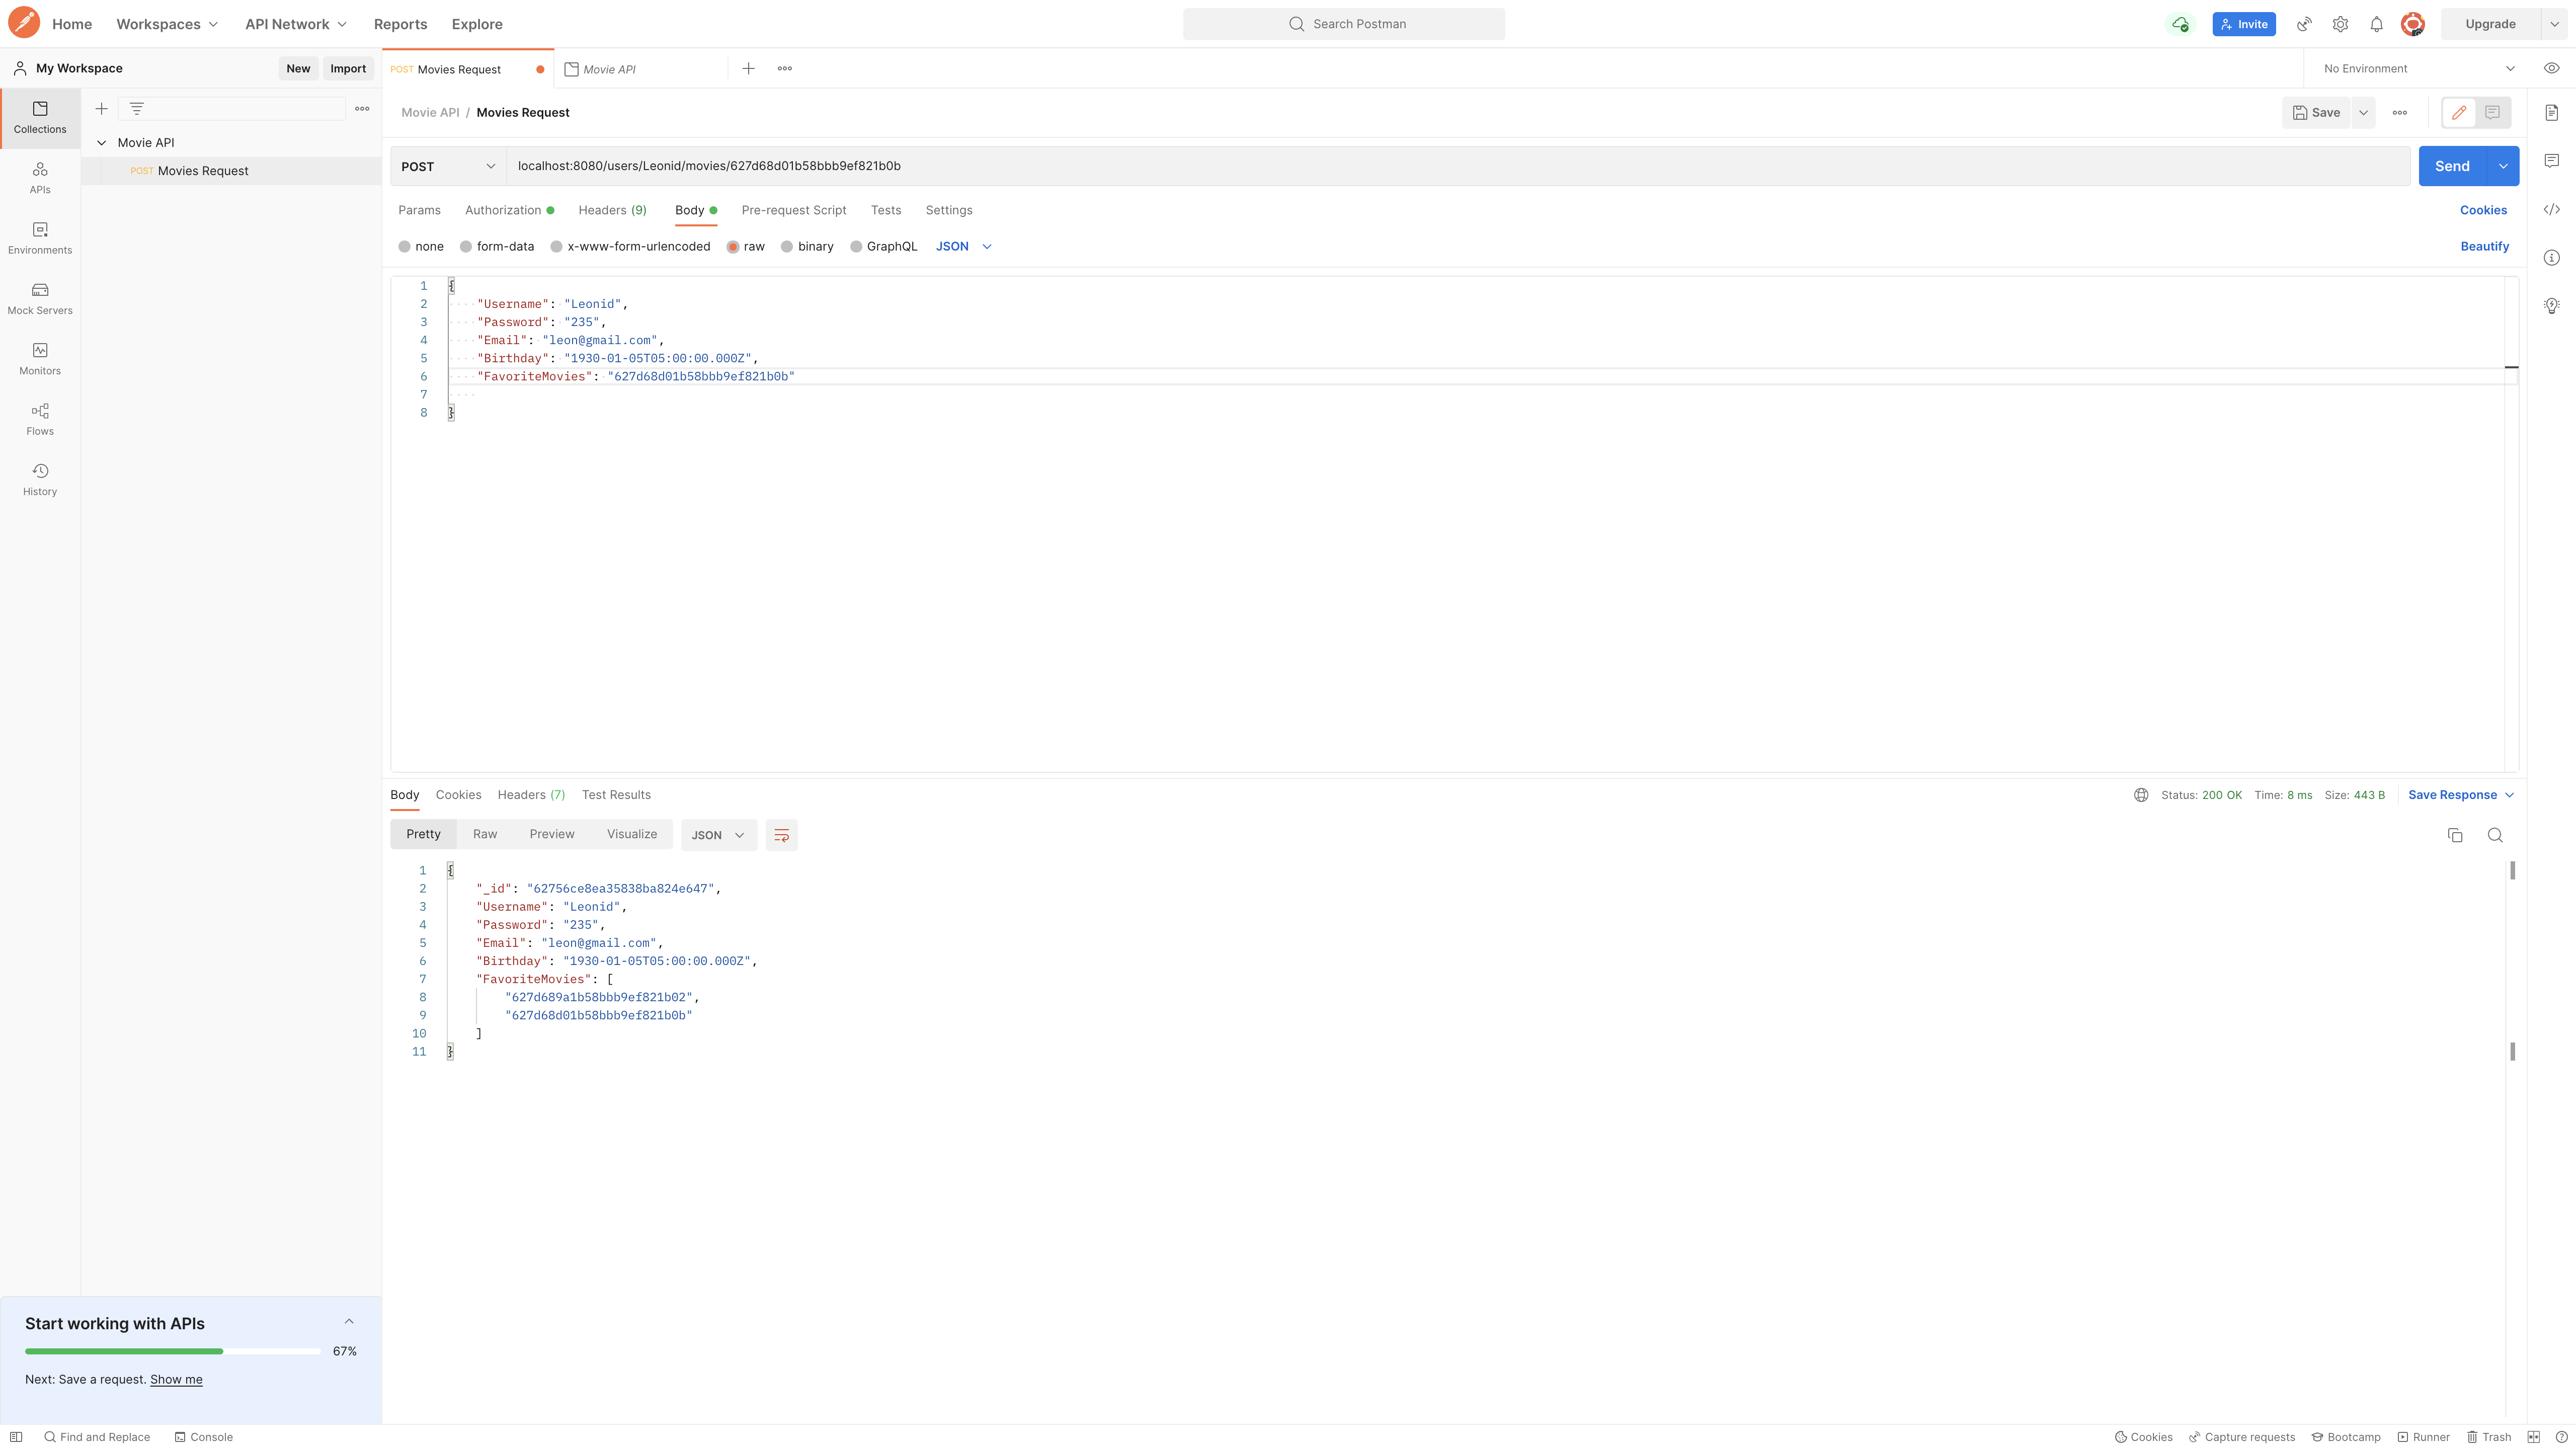 Home Workspaces API Network Reports Explore Search Postman Invite Upgrade
My Workspace New Import POST Movies Request Movie API No Environment
Collections
APIs
Environments
Mock Servers
Monitors
Flows
History
Movie API
POST Movies Request
Movie API / Movies Request Save
POST localhost:8080/users/Leonid/movies/627d68d01b58bbb9ef821b0b Send
Params Authorization Headers (9) Body Pre-request Script Tests Settings Cookies
none form-data x-www-form-urlencoded raw binary GraphQL JSON Beautify
1 {
2 "Username": "Leonid",
3 "Password": "235",
4 "Email": "leon@gmail.com",
5 "Birthday": "1930-01-05T05:00:00.000Z",
6 "FavoriteMovies": "627d68d01b58bbb9ef821b0b"
7
8 }
Body Cookies Headers (7) Test Results Status: 200 OK Time: 8 ms Size: 443 B Save Response
Pretty Raw Preview Visualize JSON
1 {
2 "_id": "62756ce8ea35838ba824e647",
3 "Username": "Leonid",
4 "Password": "235",
5 "Email": "leon@gmail.com",
6 "Birthday": "1930-01-05T05:00:00.000Z",
7 "FavoriteMovies": [
8 "627d689a1b58bbb9ef821b02",
9 "627d68d01b58bbb9ef821b0b"
10 ]
11 }
Start working with APIs
67%
Next: Save a request. Show me
Find and Replace Console Cookies Capture requests Bootcamp Runner Trash